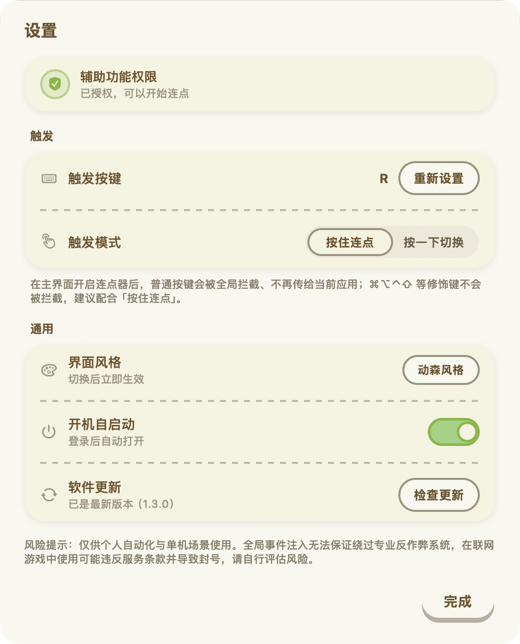 设置
辅助功能权限
已授权，可以开始连点
触发
触发按键
R
重新设置
触发模式
按住连点
按一下切换
在主界面开启连点器后，普通按键会被全局拦截、不再传给当前应用；⌘⌥⌃⇧ 等修饰键不会
被拦截，建议配合「按住连点」。
通用
界面风格
切换后立即生效
动森风格
开机自启动
登录后自动打开
软件更新
已是最新版本（1.3.0）
检查更新
风险提示：仅供个人自动化与单机场景使用。全局事件注入无法保证绕过专业反作弊系统，在联网
游戏中使用可能违反服务条款并导致封号，请自行评估风险。
完成